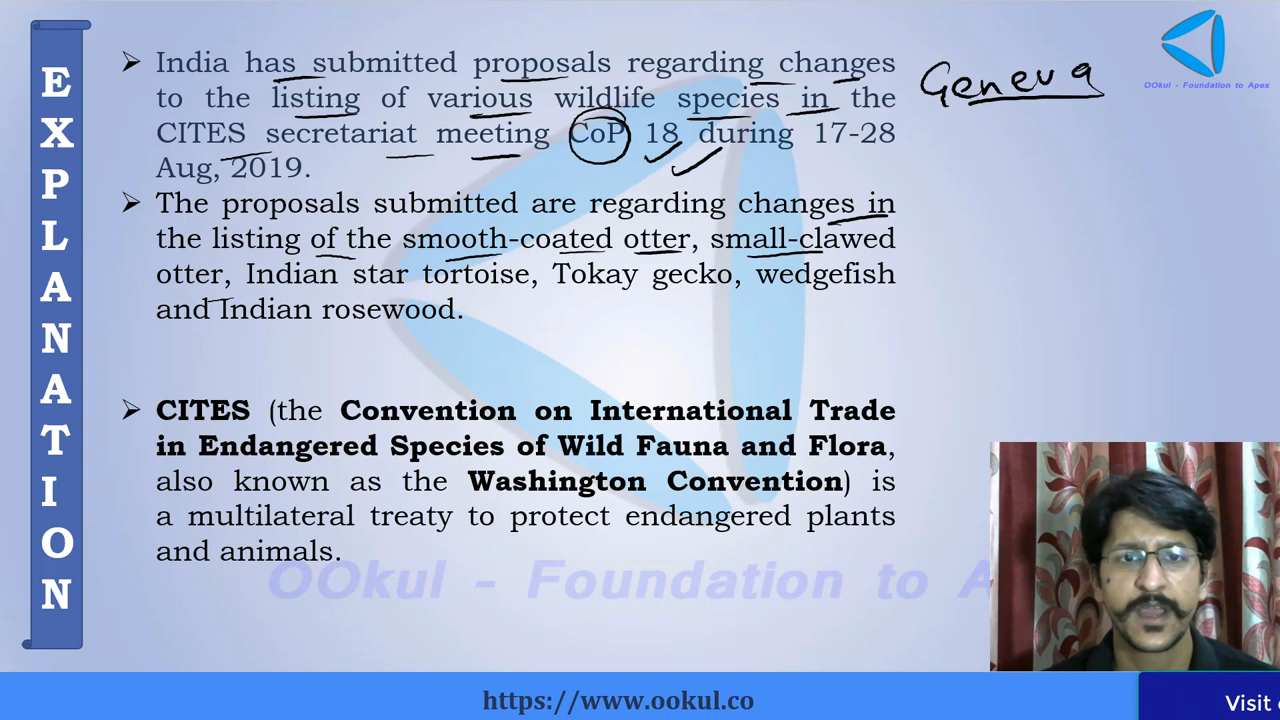 EXPLANATION
India has submitted proposals regarding changes
to the listing of various wildlife species in the
CITES secretariat meeting CoP 18 during 17-28
Aug, 2019.
Geneva
OOkul - Foundation to Apex
The proposals submitted are regarding changes in
the listing of the smooth-coated otter, small-clawed
otter, Indian star tortoise, Tokay gecko, wedgefish
and Indian rosewood.
CITES (the Convention on International Trade
in Endangered Species of Wild Fauna and Flora,
also known as the Washington Convention) is
a multilateral treaty to protect endangered plants
and animals.
OOkul - Foundation to A
https://www.ookul.co
Visit